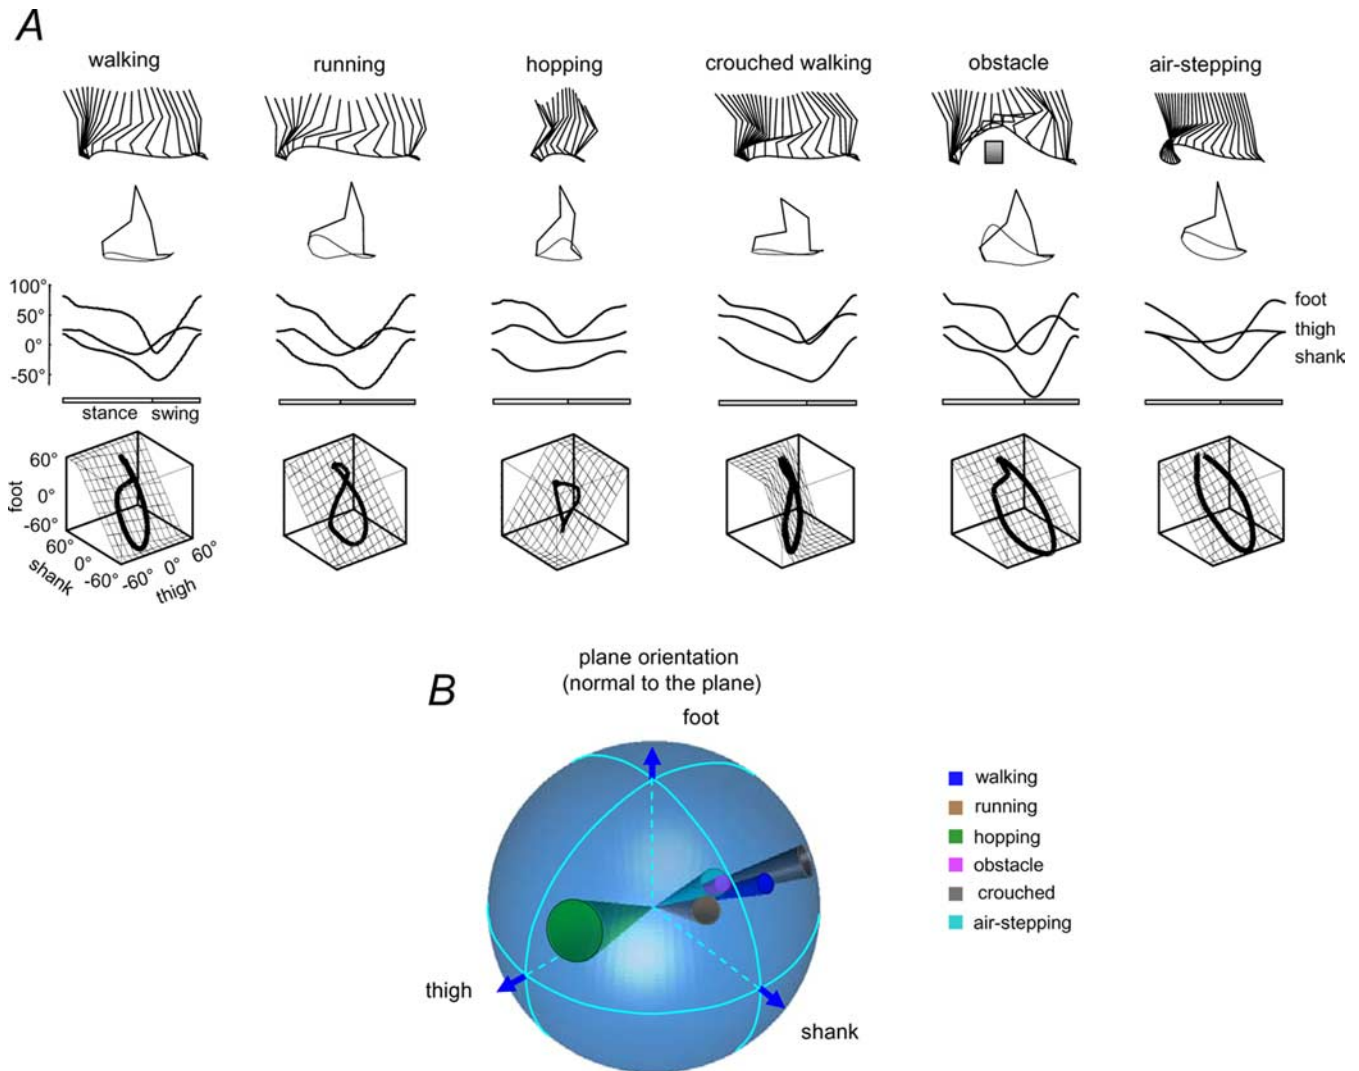 A
walking
running
hopping
crouched walking
obstacle
air-stepping
100°
50°
0°
-50°
foot
thigh
shank
stance
swing
foot
60°
0°
-60°
60°
0°
-60°
shank
-60°
0°
60°
thigh
B
plane orientation
(normal to the plane)
foot
thigh
shank
walking
running
hopping
obstacle
crouched
air-stepping